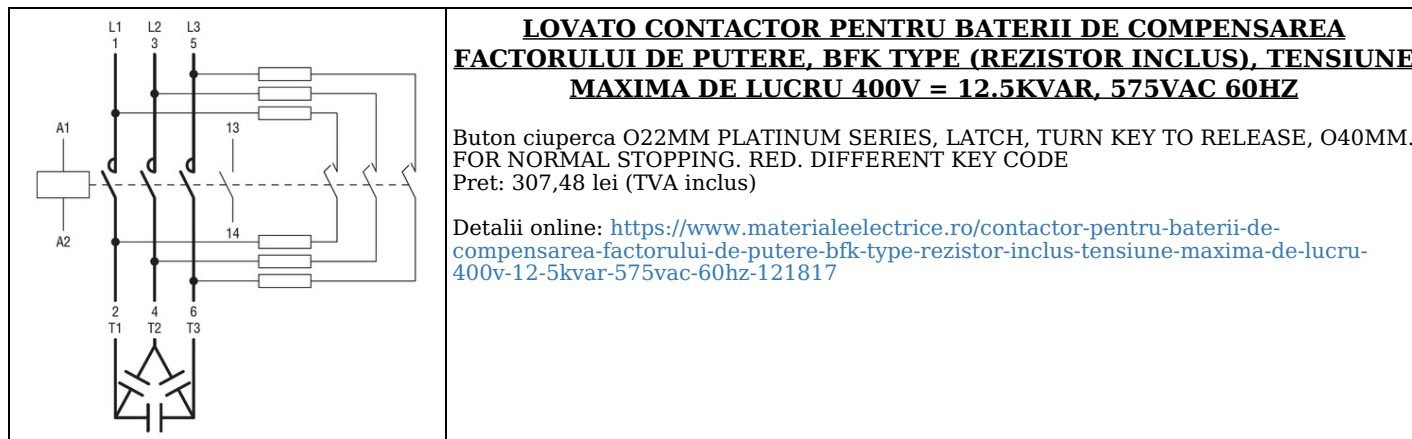 L1 L2 L3
1 3 5
A1
13
A2
14
2 4 6
T1 T2 T3
LOVATO CONTACTOR PENTRU BATERII DE COMPENSAREA
FACTORULUI DE PUTERE, BFK TYPE (REZISTOR INCLUS), TENSIUNE
MAXIMA DE LUCRU 400V = 12.5KVAR, 575VAC 60HZ
Buton ciuperca O22MM PLATINUM SERIES, LATCH, TURN KEY TO RELEASE, O40MM.
FOR NORMAL STOPPING. RED. DIFFERENT KEY CODE
Pret: 307,48 lei (TVA inclus)
Detalii online: https://www.materialeelectrice.ro/contactor-pentru-baterii-de-
compensarea-factorului-de-putere-bfk-type-rezistor-inclus-tensiune-maxima-de-lucru-
400v-12-5kvar-575vac-60hz-121817